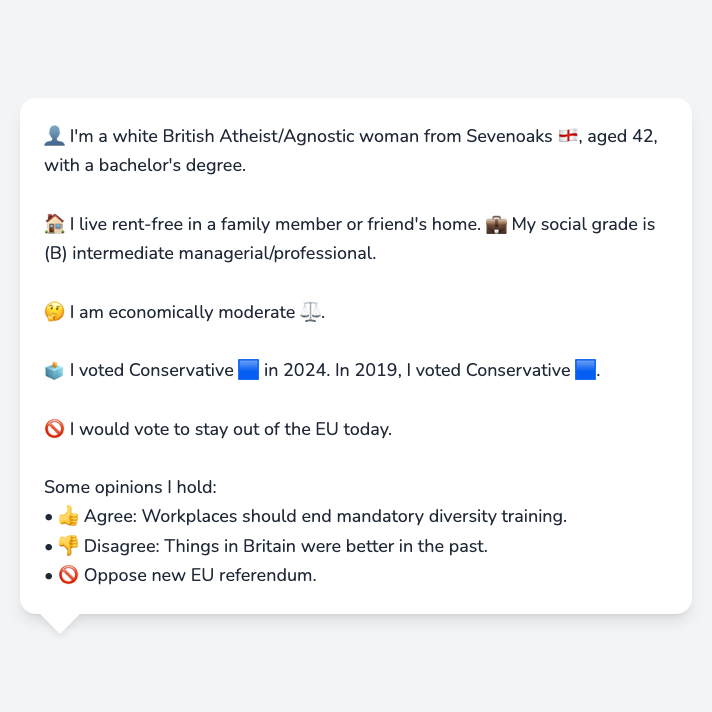 👤 I'm a white British Atheist/Agnostic woman from Sevenoaks 🏴󠁧󠁢󠁥󠁮󠁧󠁿, aged 42,
with a bachelor's degree.
🏠 I live rent-free in a family member or friend's home. 💼 My social grade is
(B) intermediate managerial/professional.
🤔 I am economically moderate ⚖️.
🗳️ I voted Conservative 🟦 in 2024. In 2019, I voted Conservative 🟦.
🚫 I would vote to stay out of the EU today.
Some opinions I hold:
• 👍 Agree: Workplaces should end mandatory diversity training.
• 👎 Disagree: Things in Britain were better in the past.
• 🚫 Oppose new EU referendum.